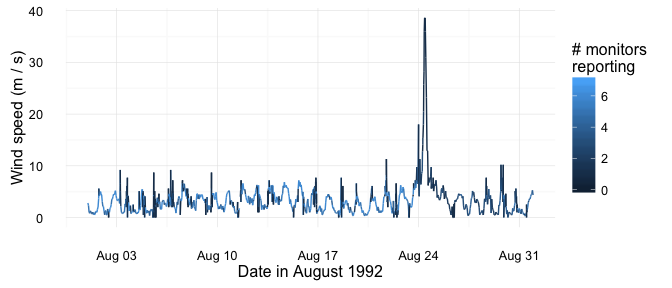 Wind speed (m / s)
40
30
20
10
0
Aug 03 Aug 10 Aug 17 Aug 24 Aug 31
Date in August 1992
# monitors
reporting
6
4
2
0